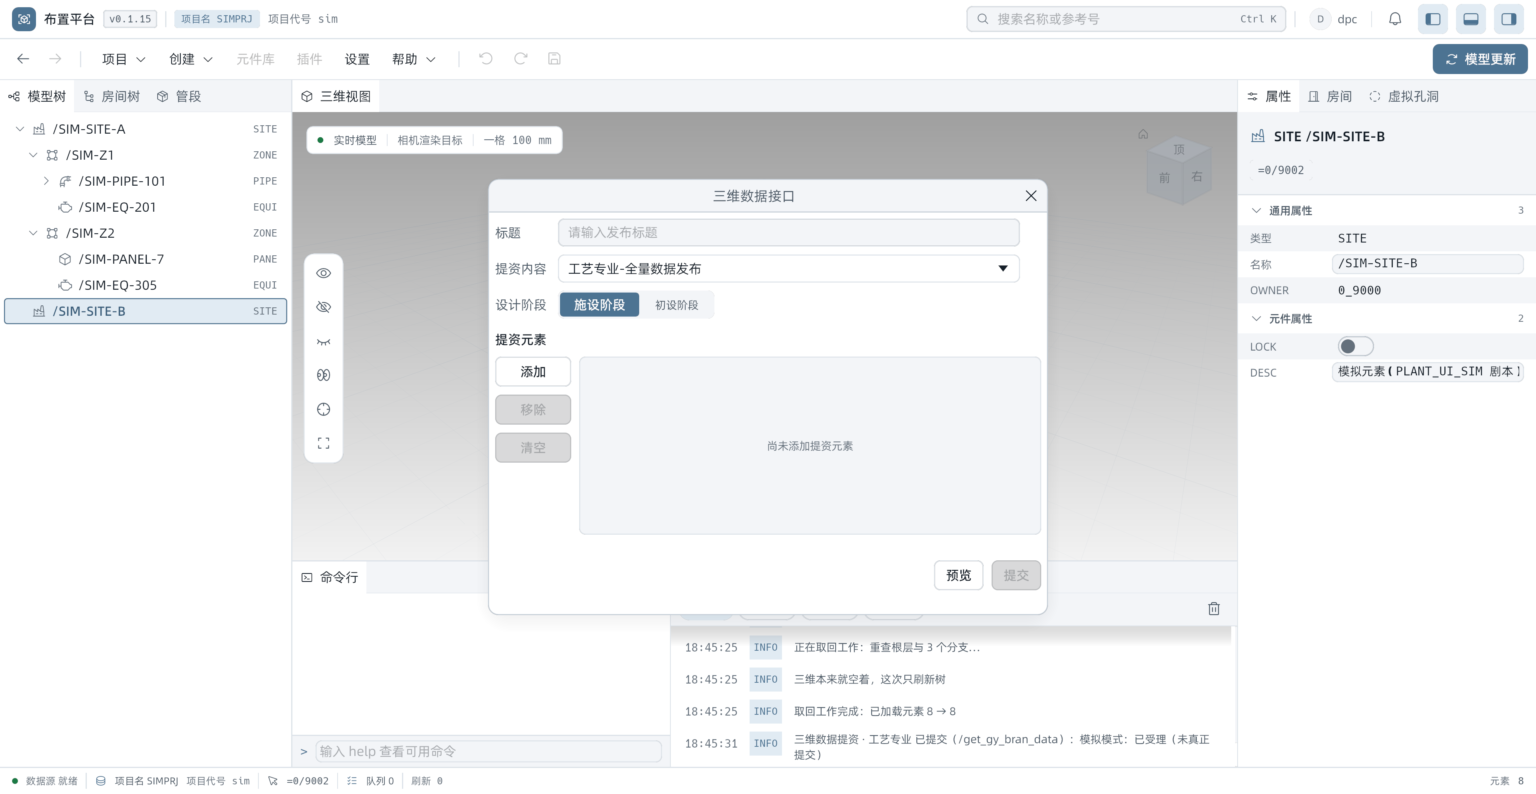 布置平台 v0.1.15 项目名 SIMPRJ 项目代号 sim 搜索名称或参考号 Ctrl K D dpc
项目 创建 元件库 插件 设置 帮助 模型更新
模型树 房间树 管段
/SIM-SITE-A SITE
/SIM-Z1 ZONE
/SIM-PIPE-101 PIPE
/SIM-EQ-201 EQUI
/SIM-Z2 ZONE
/SIM-PANEL-7 PANE
/SIM-EQ-305 EQUI
/SIM-SITE-B SITE
三维视图
实时模型 相机渲染目标 一格 100 mm
顶
前 右
三维数据接口
标题 请输入发布标题
提资内容 工艺专业-全量数据发布
设计阶段 施设阶段 初设阶段
提资元素
添加
移除
清空
尚未添加提资元素
预览 提交
命令行
> 输入 help 查看可用命令
18:45:25 INFO 正在取回工作：重查根层与 3 个分支…
18:45:25 INFO 三维本来就空着，这次只刷新树
18:45:25 INFO 取回工作完成：已加载元素 8 → 8
18:45:31 INFO 三维数据提资 · 工艺专业 已提交（/get_gy_bran_data）：模拟模式：已受理（未真正
提交）
属性 房间 虚拟孔洞
SITE /SIM-SITE-B
=0/9002
通用属性 3
类型 SITE
名称 /SIM-SITE-B
OWNER 0_9000
元件属性 2
LOCK
DESC 模拟元素(PLANT_UI_SIM 剧本)
数据源 就绪 项目名 SIMPRJ 项目代号 sim =0/9002 队列 0 刷新 0 元素 8